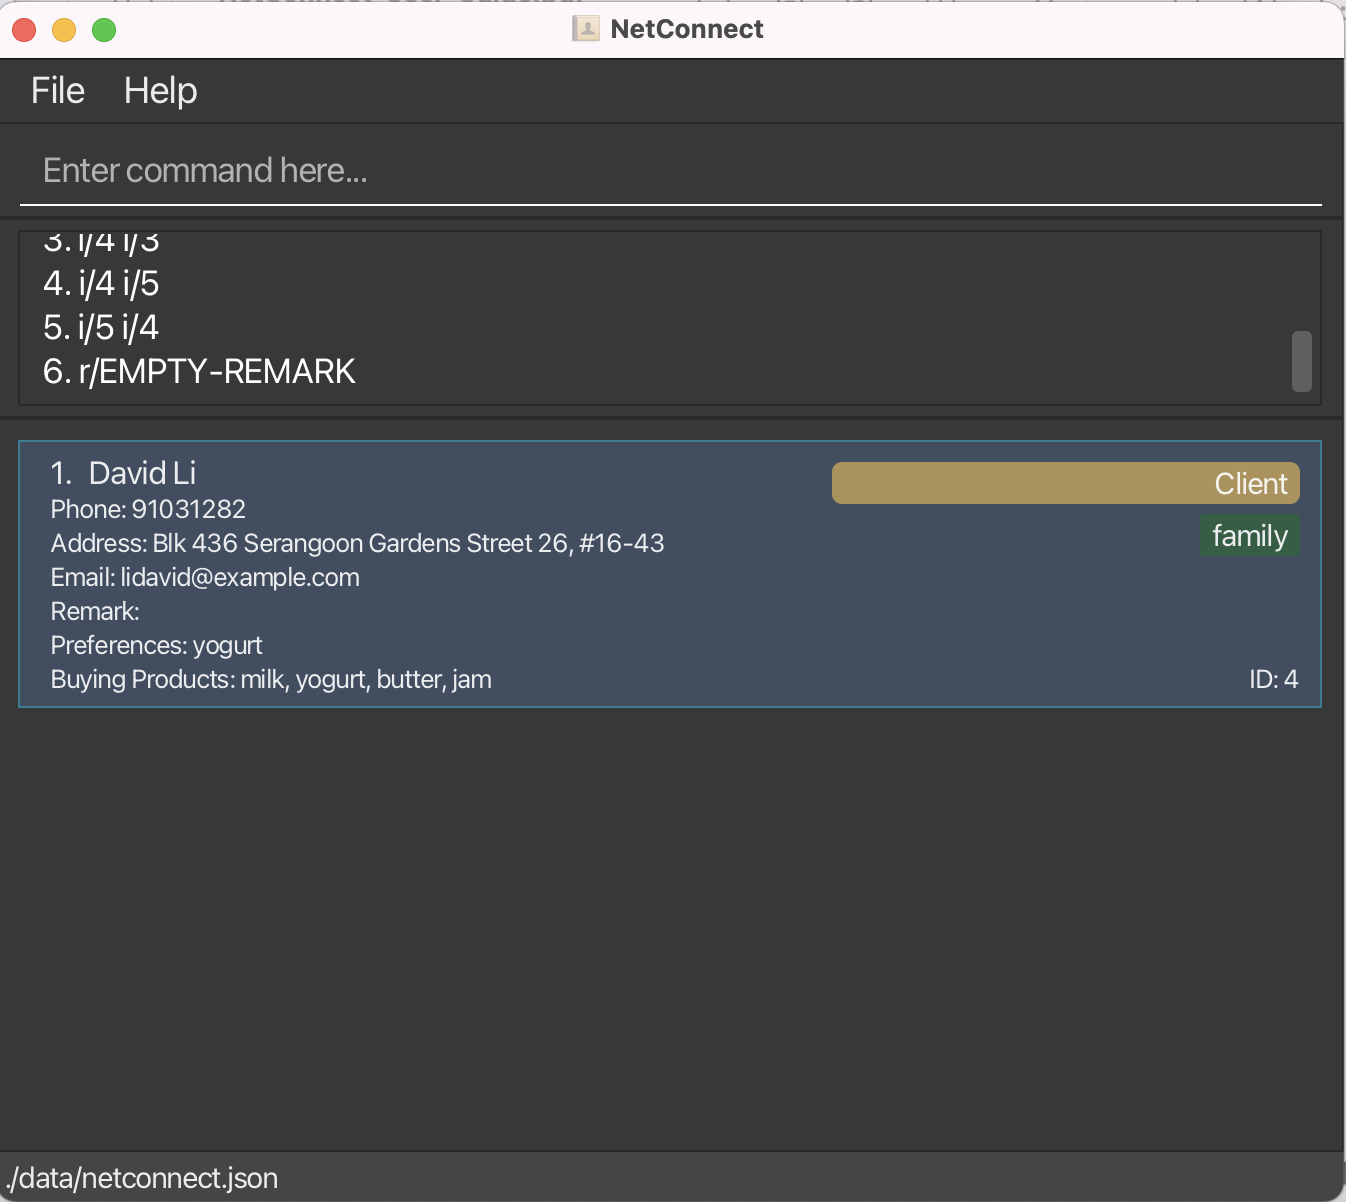 NetConnect
File Help
Enter command here...
3. i/4 i/3
4. i/4 i/5
5. i/5 i/4
6. r/EMPTY-REMARK
1. David Li
Client
Phone: 91031282
family
Address: Blk 436 Serangoon Gardens Street 26, #16-43
Email: lidavid@example.com
Remark:
Preferences: yogurt
Buying Products: milk, yogurt, butter, jam
ID: 4
./data/netconnect.json